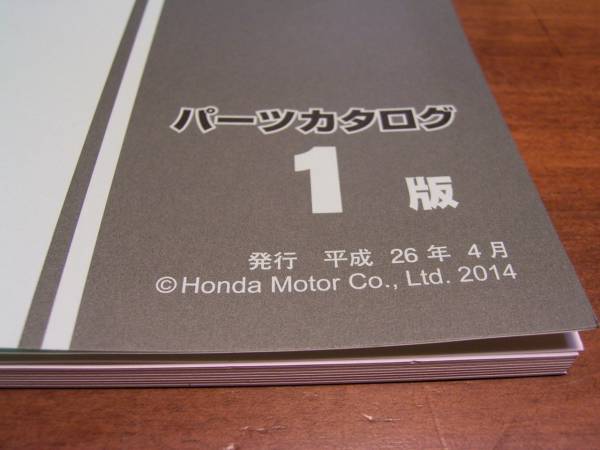 パーツカタログ
1 版
発行 平成 26 年 4 月
©Honda Motor Co., Ltd. 2014